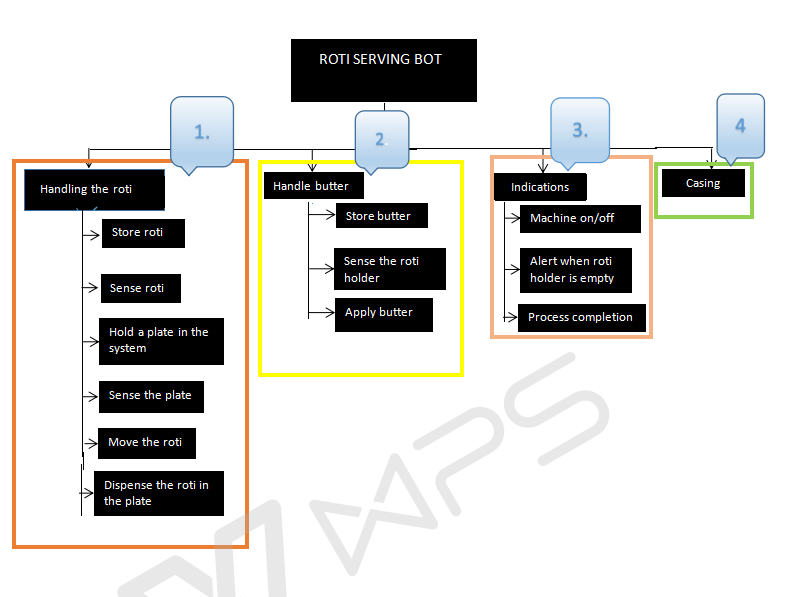 ROTI SERVING BOT
1.
2.
3.
4
Handling the roti
Store roti
Sense roti
Hold a plate in the
system
Sense the plate
Move the roti
Dispense the roti in
the plate
Handle butter
Store butter
Sense the roti
holder
Apply butter
Indications
Machine on/off
Alert when roti
holder is empty
Process completion
Casing
WPS